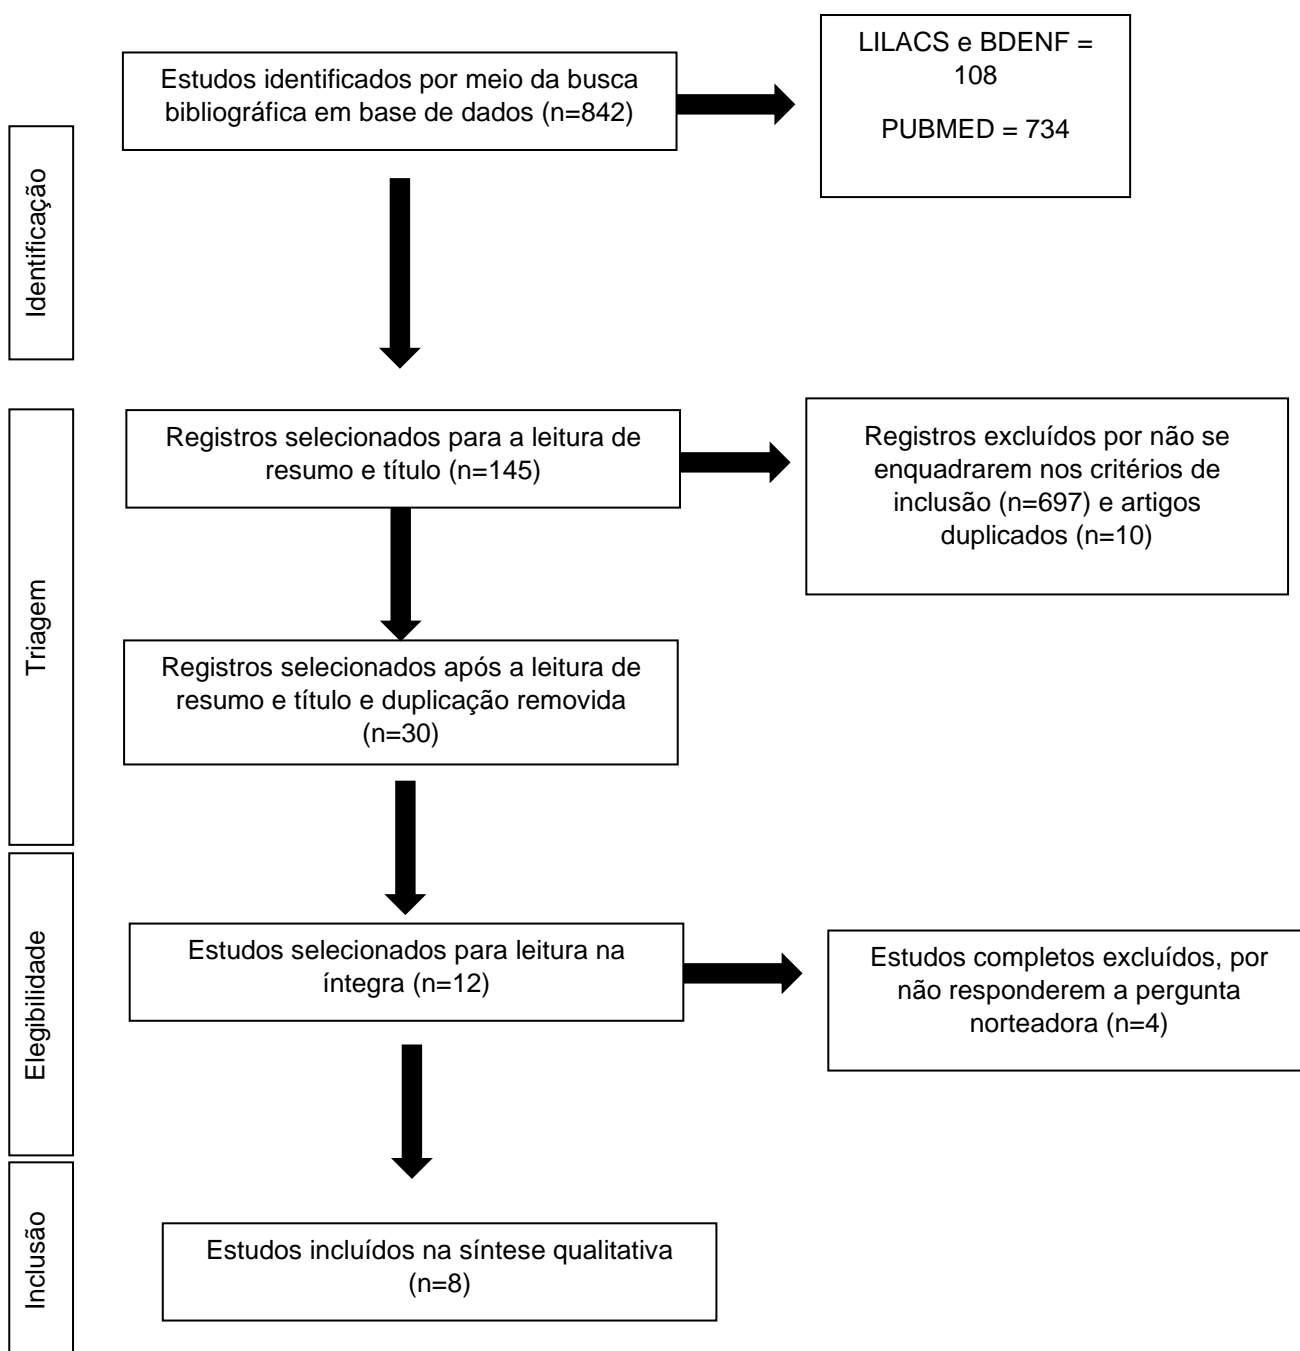 Estudos identificados por meio da busca
bibliográfica em base de dados (n=842)
LILACS e BDENF =
108
PUBMED = 734
Identificação
Registros selecionados para a leitura de
resumo e título (n=145)
Registros excluídos por não se
enquadrarem nos critérios de
inclusão (n=697) e artigos
duplicados (n=10)
Triagem
Registros selecionados após a leitura de
resumo e título e duplicação removida
(n=30)
Elegibilidade
Estudos selecionados para leitura na
íntegra (n=12)
Estudos completos excluídos, por
não responderem a pergunta
norteadora (n=4)
Inclusão
Estudos incluídos na síntese qualitativa
(n=8)